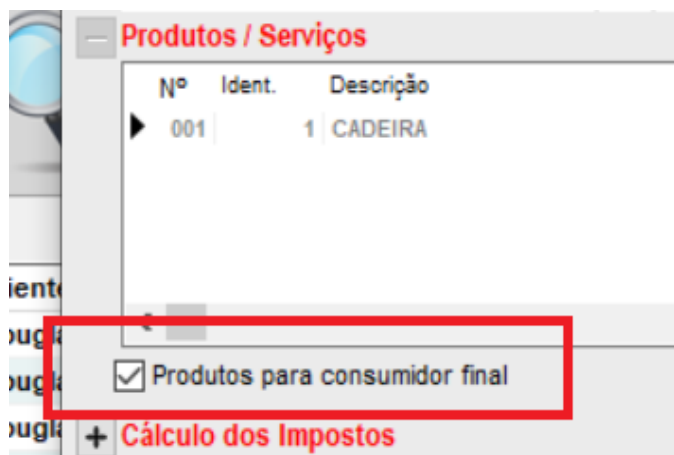 Produtos / Serviços
Nº Ident. Descrição
001 1 CADEIRA
Produtos para consumidor final
Cálculo dos Impostos